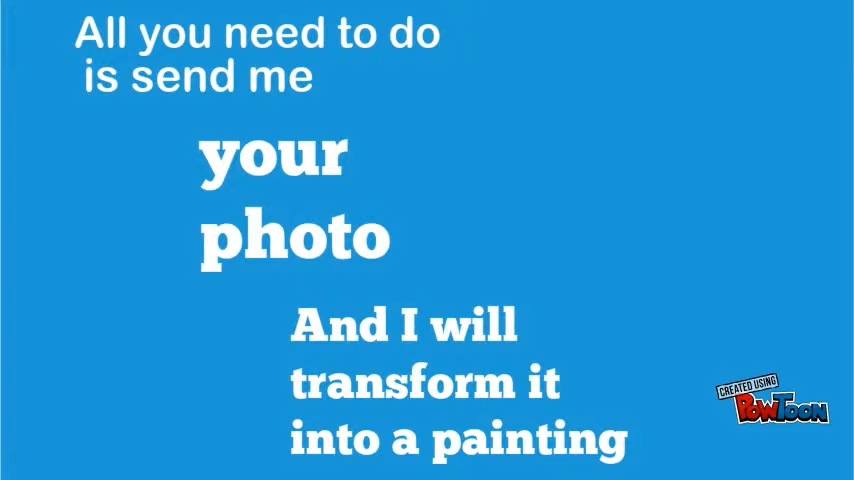 All you need to do
is send me
your
photo
And I will
transform it
into a painting
CREATED USING
POWTOON